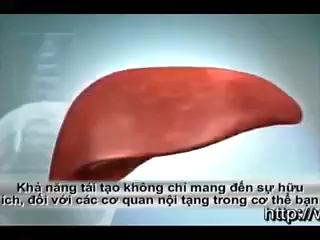 Khả năng tái tạo không chỉ mang đến sự hữu
ích, đối với các cơ quan nội tạng trong cơ thể bạn
http://v